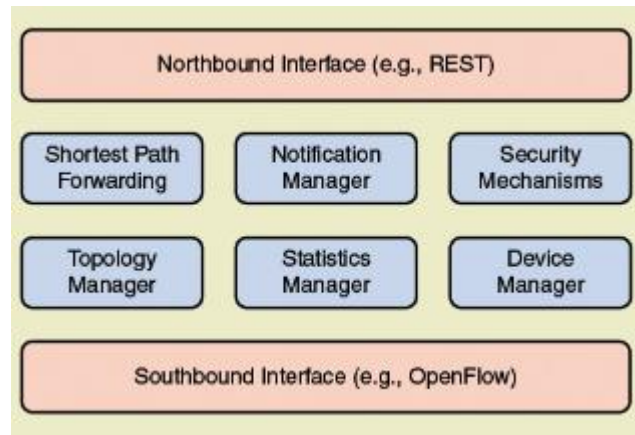 Northbound Interface (e.g., REST)
Shortest Path
Forwarding
Notification
Manager
Security
Mechanisms
Topology
Manager
Statistics
Manager
Device
Manager
Southbound Interface (e.g., OpenFlow)